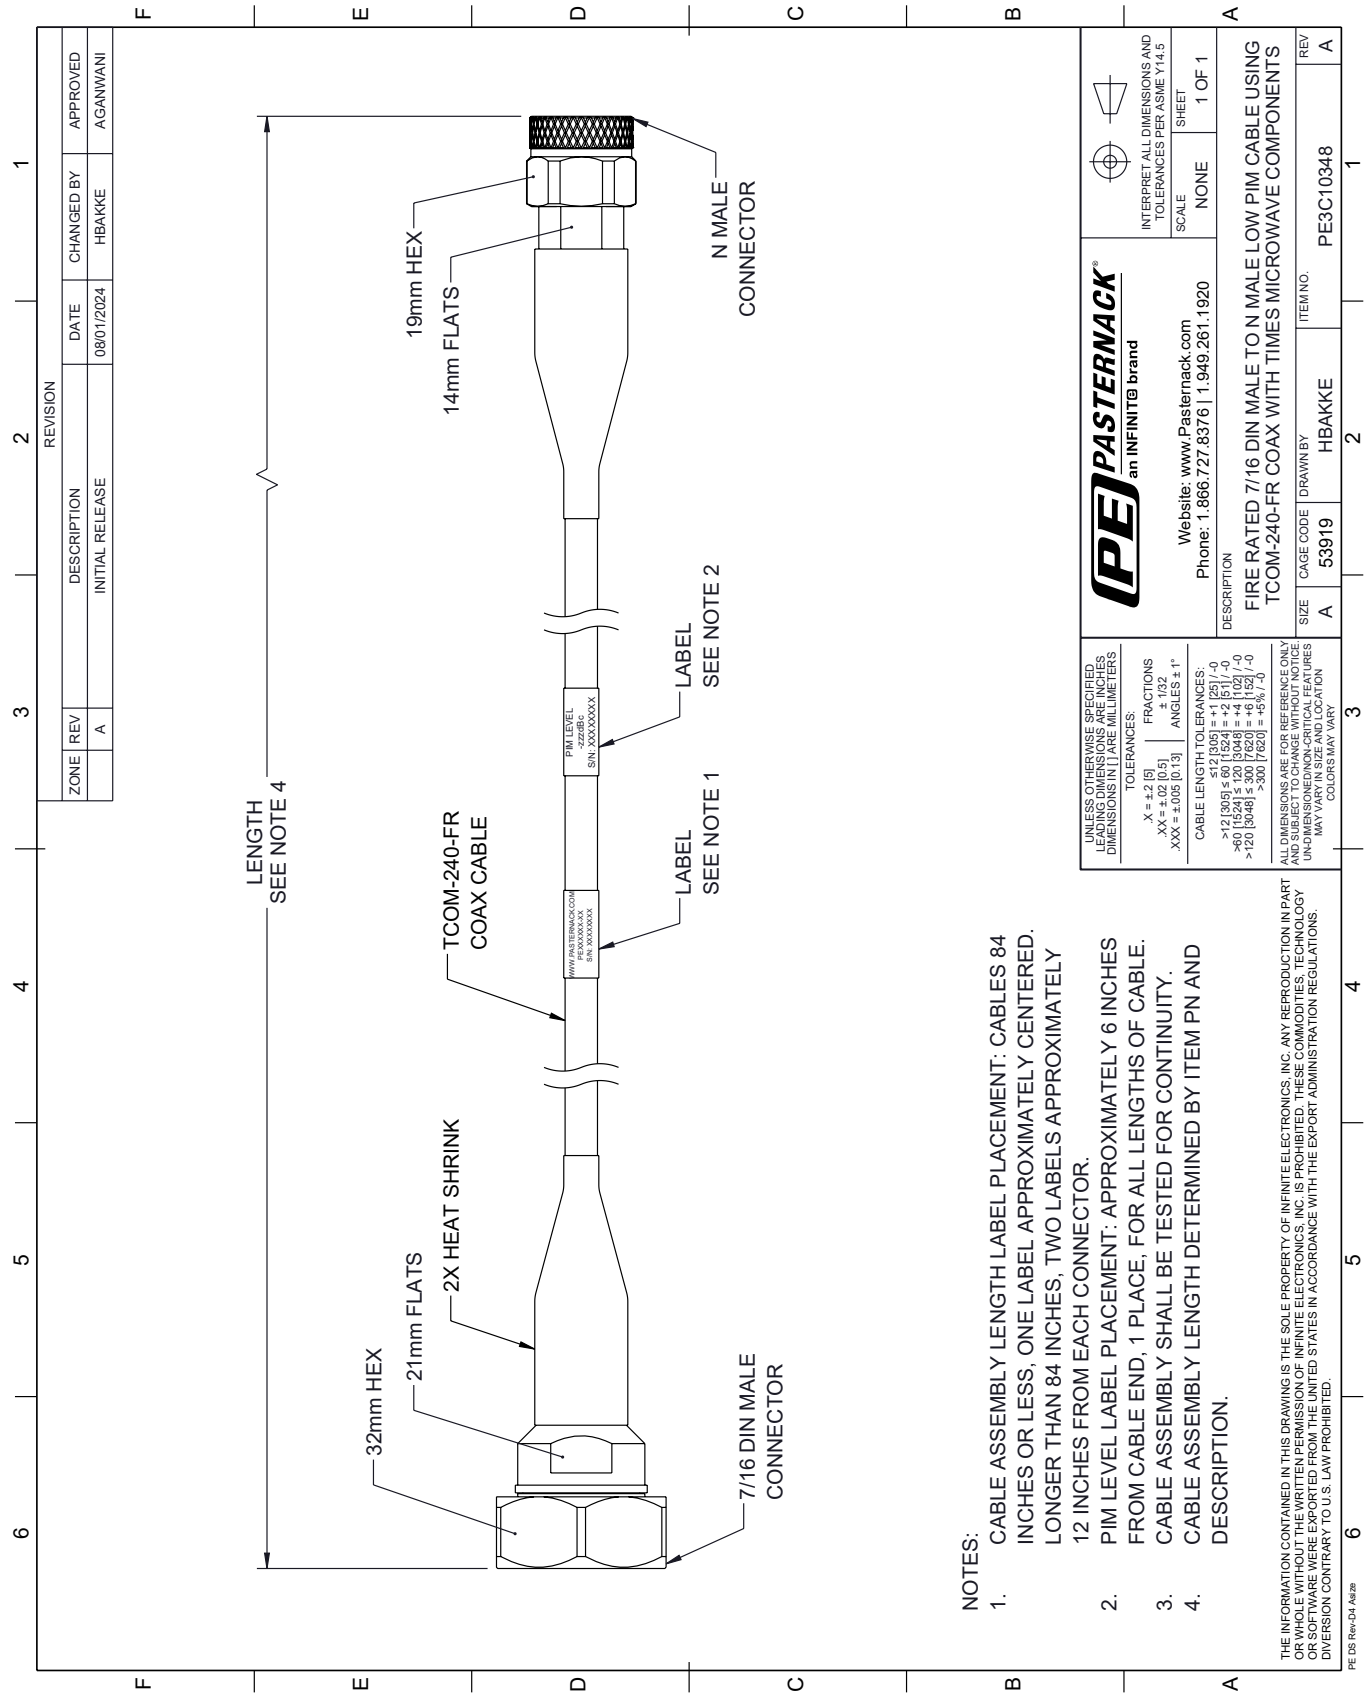 6
5
4
3
2
1
F
E
D
C
B
A
REVISION
ZONE
REV
DESCRIPTION
DATE
CHANGED BY
APPROVED
A
INITIAL RELEASE
08/01/2024
HBAKKE
AGANWANI
LENGTH
SEE NOTE 4
32mm HEX
21mm FLATS
2X HEAT SHRINK
TCOM-240-FR
COAX CABLE
19mm HEX
14mm FLATS
WWW.PASTERNACK.COM
PEXXXXXX-XX
S/N: XXXXXXXX
PIM LEVEL
-zzzdBc
S/N: XXXXXXXX
7/16 DIN MALE
CONNECTOR
LABEL
SEE NOTE 1
LABEL
SEE NOTE 2
N MALE
CONNECTOR
NOTES:
1. CABLE ASSEMBLY LENGTH LABEL PLACEMENT: CABLES 84
INCHES OR LESS, ONE LABEL APPROXIMATELY CENTERED.
LONGER THAN 84 INCHES, TWO LABELS APPROXIMATELY
12 INCHES FROM EACH CONNECTOR.
2. PIM LEVEL LABEL PLACEMENT: APPROXIMATELY 6 INCHES
FROM CABLE END, 1 PLACE, FOR ALL LENGTHS OF CABLE.
3. CABLE ASSEMBLY SHALL BE TESTED FOR CONTINUITY.
4. CABLE ASSEMBLY LENGTH DETERMINED BY ITEM PN AND
DESCRIPTION.
THE INFORMATION CONTAINED IN THIS DRAWING IS THE SOLE PROPERTY OF INFINITE ELECTRONICS, INC. ANY REPRODUCTION IN PART
OR WHOLE WITHOUT THE WRITTEN PERMISSION OF INFINITE ELECTRONICS, INC. IS PROHIBITED. THESE COMMODITIES, TECHNOLOGY
OR SOFTWARE WERE EXPORTED FROM THE UNITED STATES IN ACCORDANCE WITH THE EXPORT ADMINISTRATION REGULATIONS.
DIVERSION CONTRARY TO U.S. LAW PROHIBITED.
UNLESS OTHERWISE SPECIFIED
LEADING DIMENSIONS ARE INCHES
DIMENSIONS IN [ ] ARE MILLIMETERS
TOLERANCES:
.X = ±.2 [5]
.XX = ±.02 [0.5]
.XXX = ±.005 [0.13]
FRACTIONS
± 1/32
ANGLES ± 1°
CABLE LENGTH TOLERANCES:
≤12 [305] = +1 [25] / -0
>12 [305] ≤ 60 [1524] = +2 [51] / -0
>60 [1524] ≤ 120 [3048] = +4 [102] / -0
>120 [3048] ≤ 300 [7620] = +6 [152] / -0
>300 [7620] = +5% / -0
ALL DIMENSIONS ARE FOR REFERENCE ONLY
AND SUBJECT TO CHANGE WITHOUT NOTICE.
UN-DIMENSIONED/NON-CRITICAL FEATURES
MAY VARY IN SIZE AND LOCATION
COLORS MAY VARY
PE PASTERNACK®
an INFINIT@ brand
Website: www.Pasternack.com
Phone: 1.866.727.8376 | 1.949.261.1920
INTERPRET ALL DIMENSIONS AND
TOLERANCES PER ASME Y14.5
SCALE
NONE
SHEET
1 OF 1
DESCRIPTION
FIRE RATED 7/16 DIN MALE TO N MALE LOW PIM CABLE USING
TCOM-240-FR COAX WITH TIMES MICROWAVE COMPONENTS
SIZE
A
CAGE CODE
53919
DRAWN BY
HBAKKE
ITEM NO.
PE3C10348
REV
A
F
E
D
C
B
A
6
5
4
3
2
1
PE DS Rev-D4 Asize